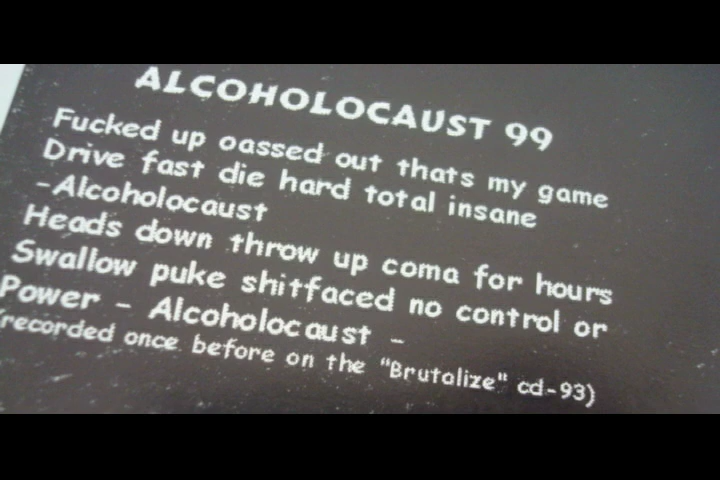 ALCOHOLOCAUST 99
Fucked up oassed out thats my game
Drive fast die hard total insane
-Alcoholocaust
Heads down throw up coma for hours
Swallow puke shitfaced no control or
Power - Alcoholocaust -
(recorded once before on the "Brutalize" cd-93)